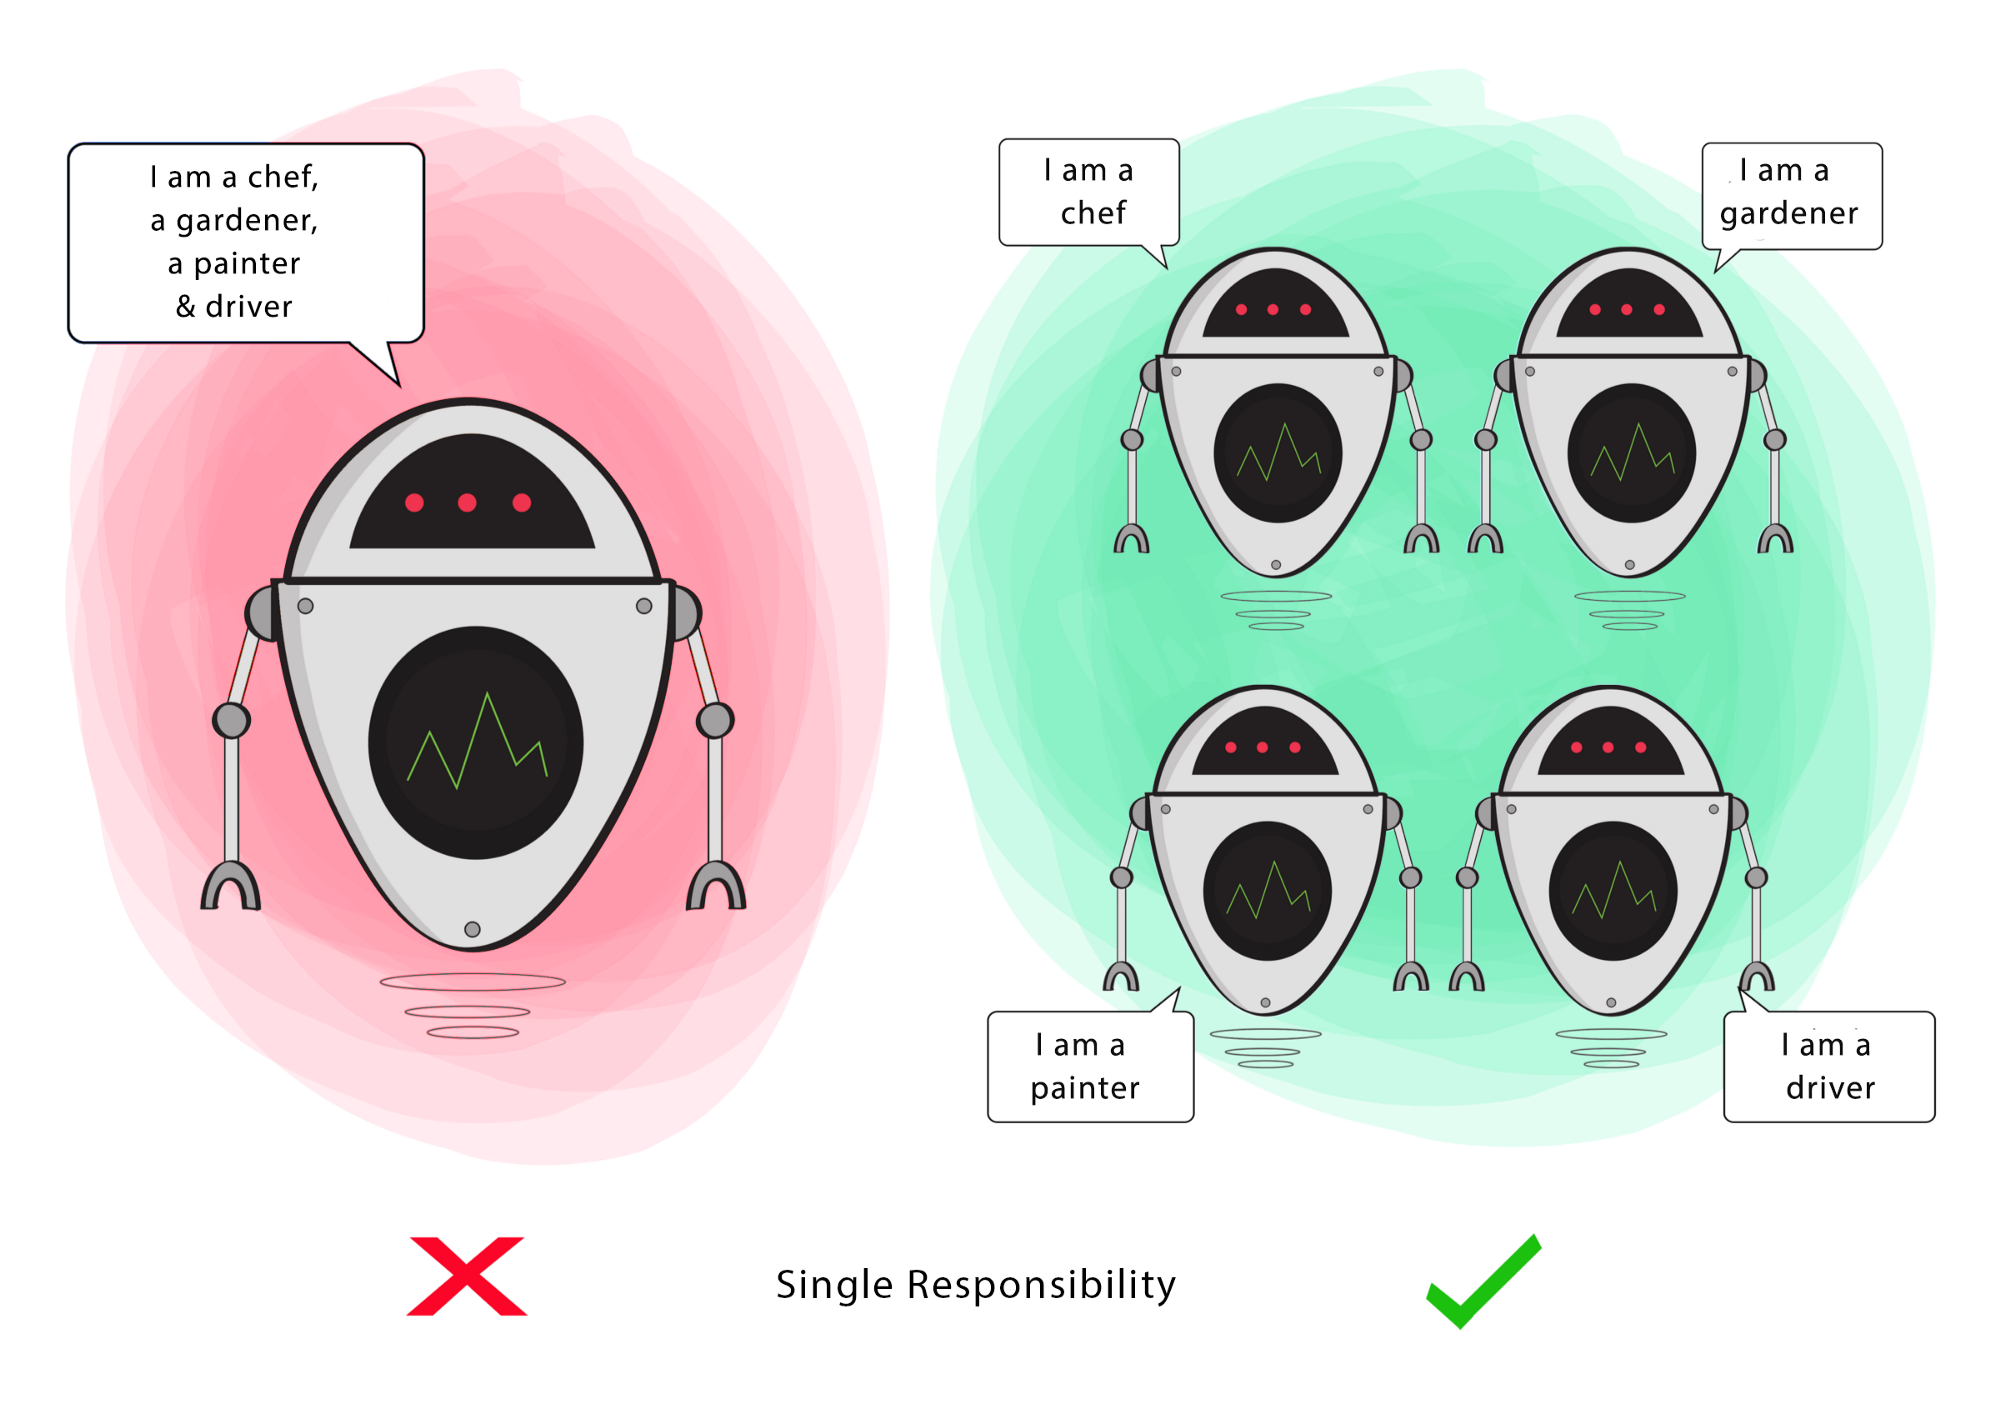 I am a chef,
a gardener,
a painter
& driver
I am a
chef
I am a
gardener
I am a
painter
I am a
driver
Single Responsibility